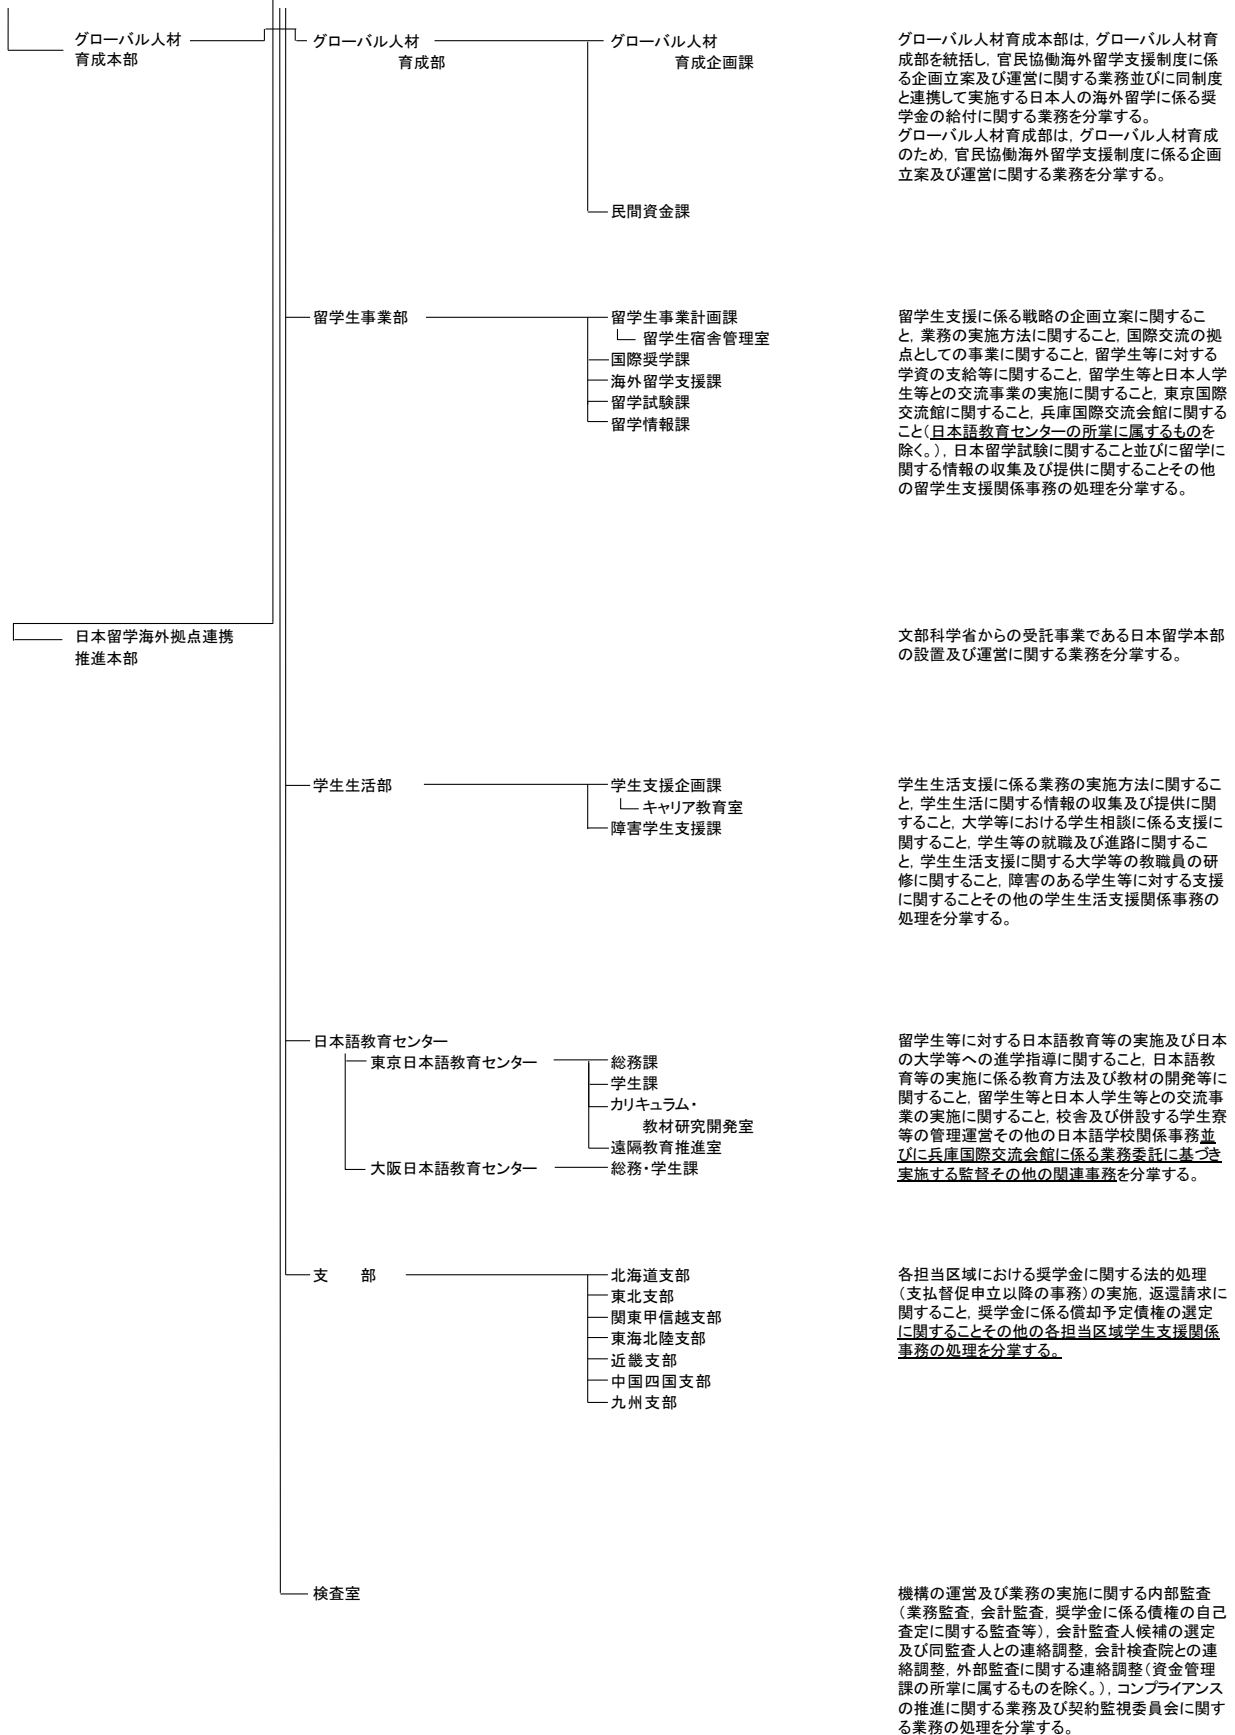 グローバル人材
育成本部
グローバル人材
育成部
グローバル人材
育成企画課
民間資金課
グローバル人材育成本部は，グローバル人材育
成部を統括し，官民協働海外留学支援制度に係
る企画立案及び運営に関する業務並びに同制度
と連携して実施する日本人の海外留学に係る奨
学金の給付に関する業務を分掌する。
グローバル人材育成部は，グローバル人材育成
のため，官民協働海外留学支援制度に係る企画
立案及び運営に関する業務を分掌する。
留学生事業部
留学生事業計画課
留学生宿舎管理室
国際奨学課
海外留学支援課
留学試験課
留学情報課
留学生支援に係る戦略の企画立案に関するこ
と，業務の実施方法に関すること，国際交流の拠
点としての事業に関すること，留学生等に対する
学資の支給等に関すること，留学生等と日本人学
生等との交流事業の実施に関すること，東京国際
交流館に関すること，兵庫国際交流会館に関する
こと（日本語教育センターの所掌に属するものを
除く。），日本留学試験に関すること並びに留学に
関する情報の収集及び提供に関することその他
の留学生支援関係事務の処理を分掌する。
日本留学海外拠点連携
推進本部
文部科学省からの受託事業である日本留学本部
の設置及び運営に関する業務を分掌する。
学生生活部
学生支援企画課
キャリア教育室
障害学生支援課
学生生活支援に係る業務の実施方法に関するこ
と，学生生活に関する情報の収集及び提供に関
すること，大学等における学生相談に係る支援に
関すること，学生等の就職及び進路に関するこ
と，学生生活支援に関する大学等の教職員の研
修に関すること，障害のある学生等に対する支援
に関することその他の学生生活支援関係事務の
処理を分掌する。
日本語教育センター
東京日本語教育センター
総務課
学生課
カリキュラム・
教材研究開発室
遠隔教育推進室
大阪日本語教育センター
総務・学生課
留学生等に対する日本語教育等の実施及び日本
の大学等への進学指導に関すること，日本語教
育等の実施に係る教育方法及び教材の開発等に
関すること，留学生等と日本人学生等との交流事
業の実施に関すること，校舎及び併設する学生寮
等の管理運営その他の日本語学校関係事務並
びに兵庫国際交流会館に係る業務委託に基づき
実施する監督その他の関連事務を分掌する。
支　部
北海道支部
東北支部
関東甲信越支部
東海北陸支部
近畿支部
中国四国支部
九州支部
各担当区域における奨学金に関する法的処理
（支払督促申立以降の事務）の実施，返還請求に
関すること，奨学金に係る償却予定債権の選定
に関することその他の各担当区域学生支援関係
事務の処理を分掌する。
検査室
機構の運営及び業務の実施に関する内部監査
（業務監査，会計監査，奨学金に係る債権の自己
査定に関する監査等），会計監査人候補の選定
及び同監査人との連絡調整，会計検査院との連
絡調整，外部監査に関する連絡調整（資金管理
課の所掌に属するものを除く。），コンプライアンス
の推進に関する業務及び契約監視委員会に関す
る業務の処理を分掌する。